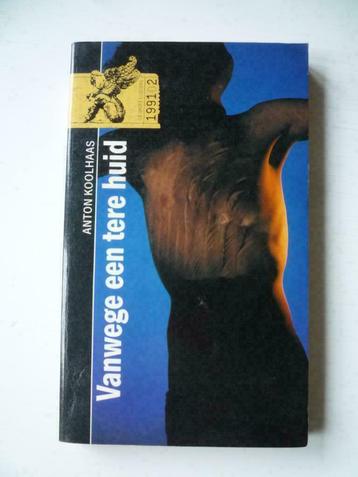 ANTON KOOLHAAS
Vanwege een tere huid
1991
2